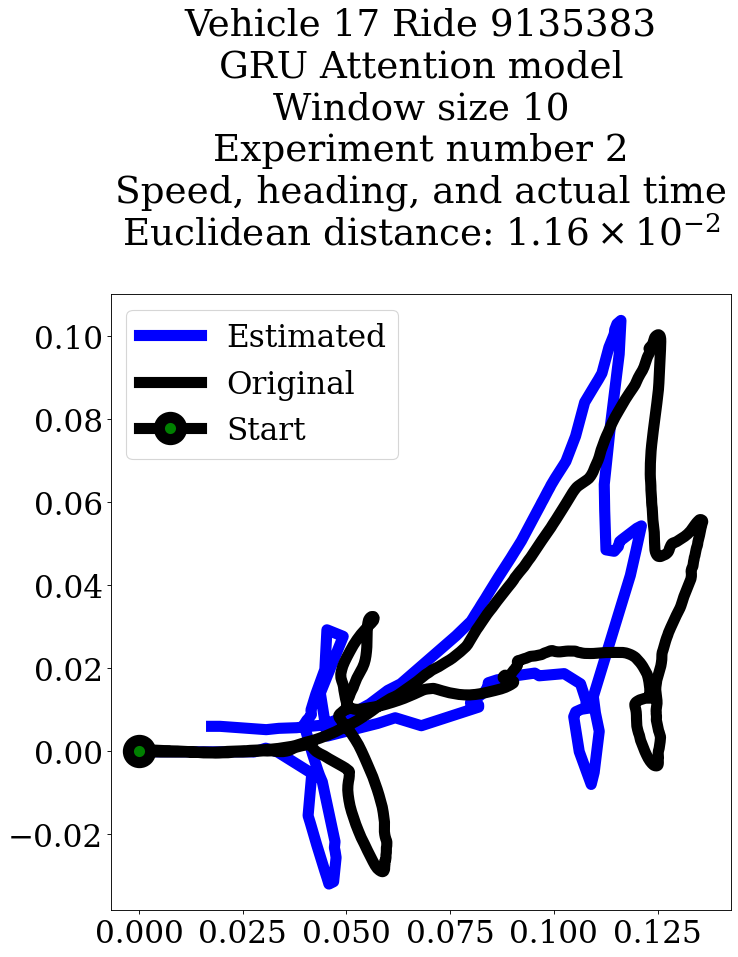 Vehicle 17 Ride 9135383
GRU Attention model
Window size 10
Experiment number 2
Speed, heading, and actual time
Euclidean distance: 1.16 × 10⁻²
Estimated
Original
Start
0.10
0.08
0.06
0.04
0.02
0.00
−0.02
0.000 0.025 0.050 0.075 0.100 0.125